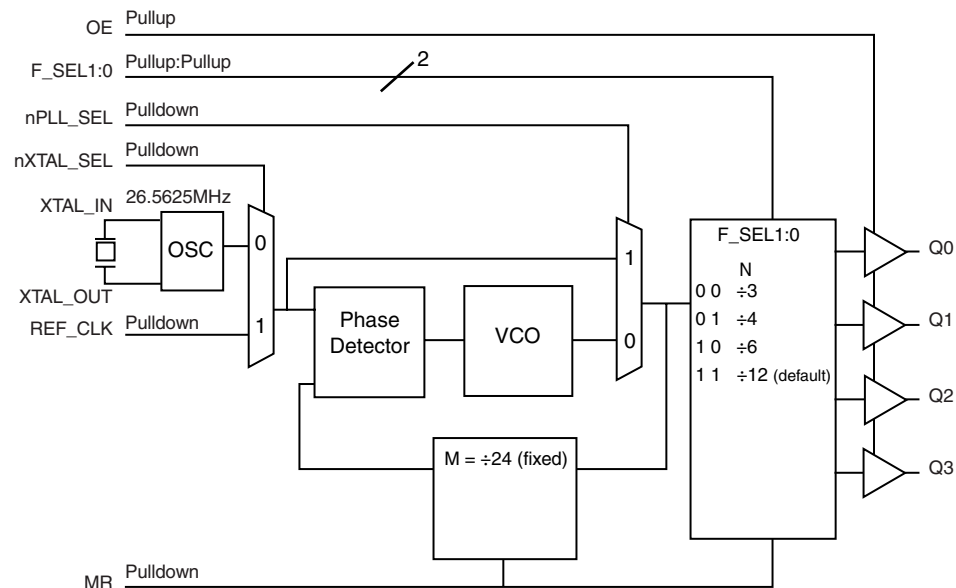 OE Pullup
F_SEL1:0 Pullup:Pullup 2
nPLL_SEL Pulldown
nXTAL_SEL Pulldown
XTAL_IN 26.5625MHz
OSC
XTAL_OUT
REF_CLK Pulldown
0
1
Phase
Detector
VCO
1
0
M = ÷24 (fixed)
F_SEL1:0
N
0 0 ÷3
0 1 ÷4
1 0 ÷6
1 1 ÷12 (default)
Q0
Q1
Q2
Q3
MR Pulldown